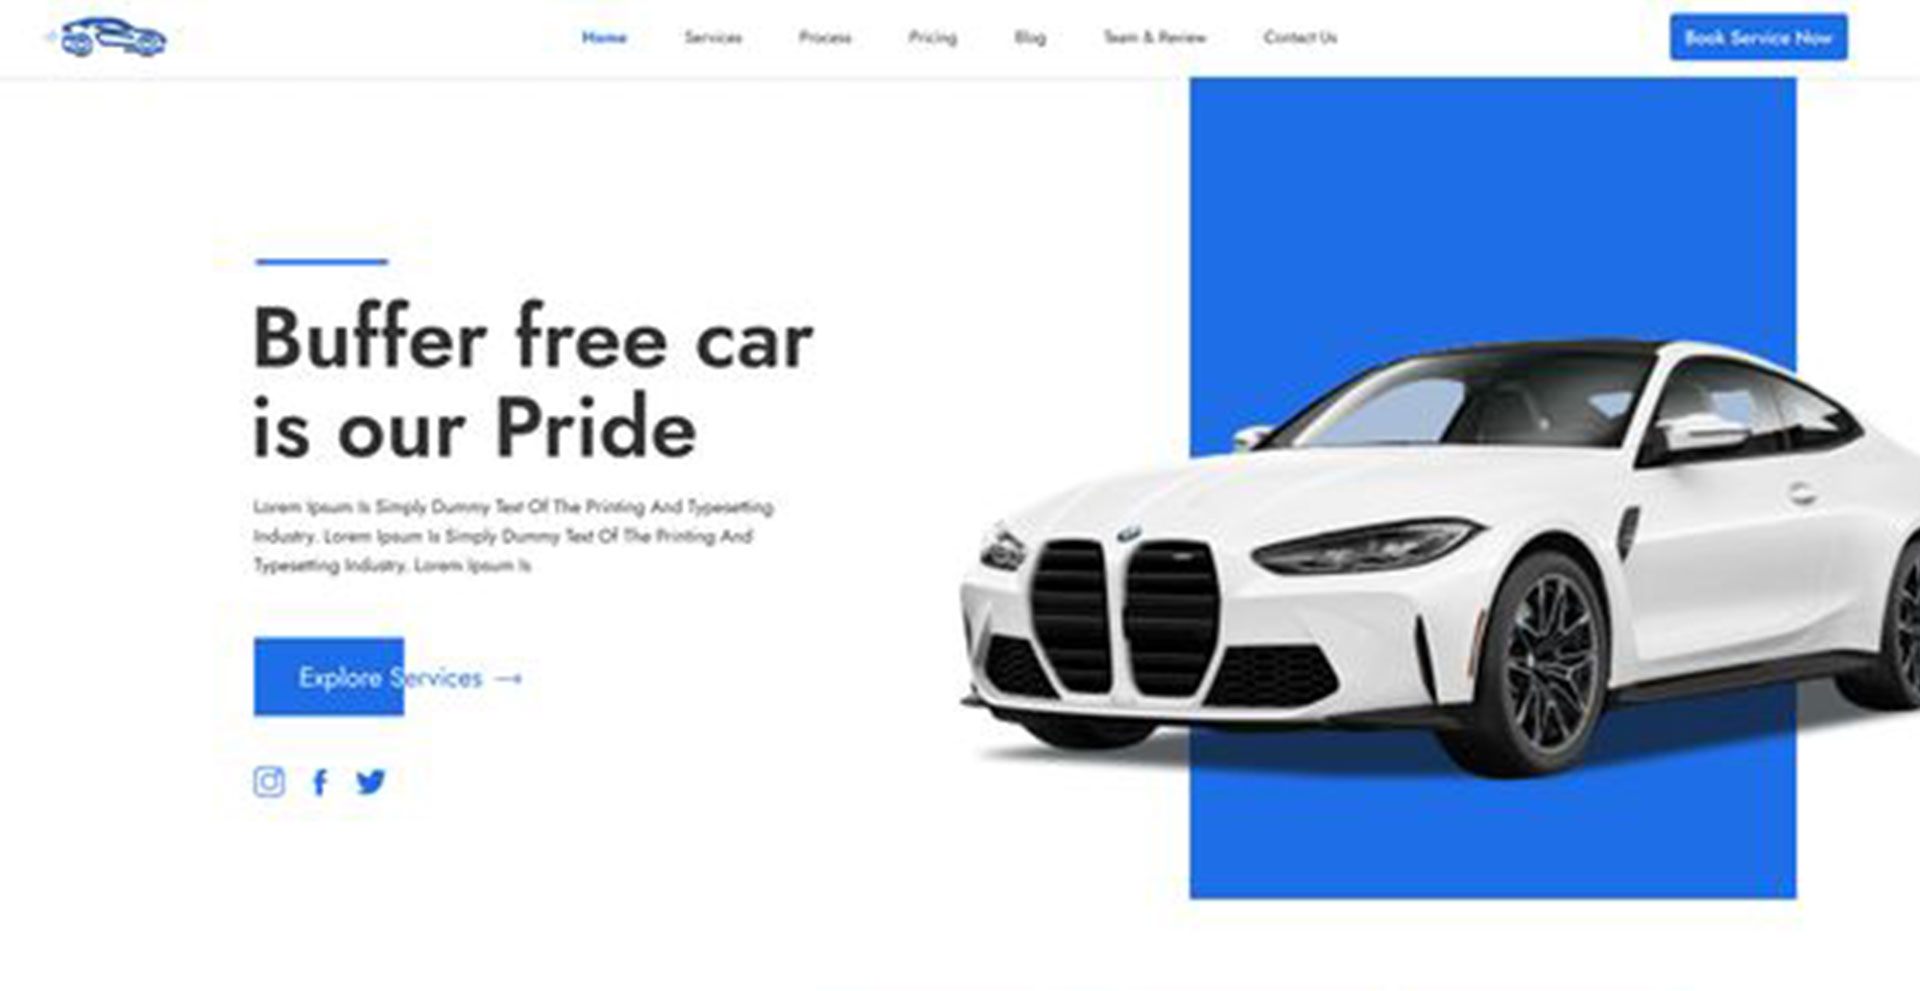 Home
Services
Process
Pricing
Blog
Team & Review
Contact Us
Book Service Now
Buffer free car
is our Pride
Lorem Ipsum Is Simply Dummy Text Of The Printing And Typesetting
Industry. Lorem Ipsum Is Simply Dummy Text Of The Printing And
Typesetting Industry. Lorem Ipsum Is
Explore Services →